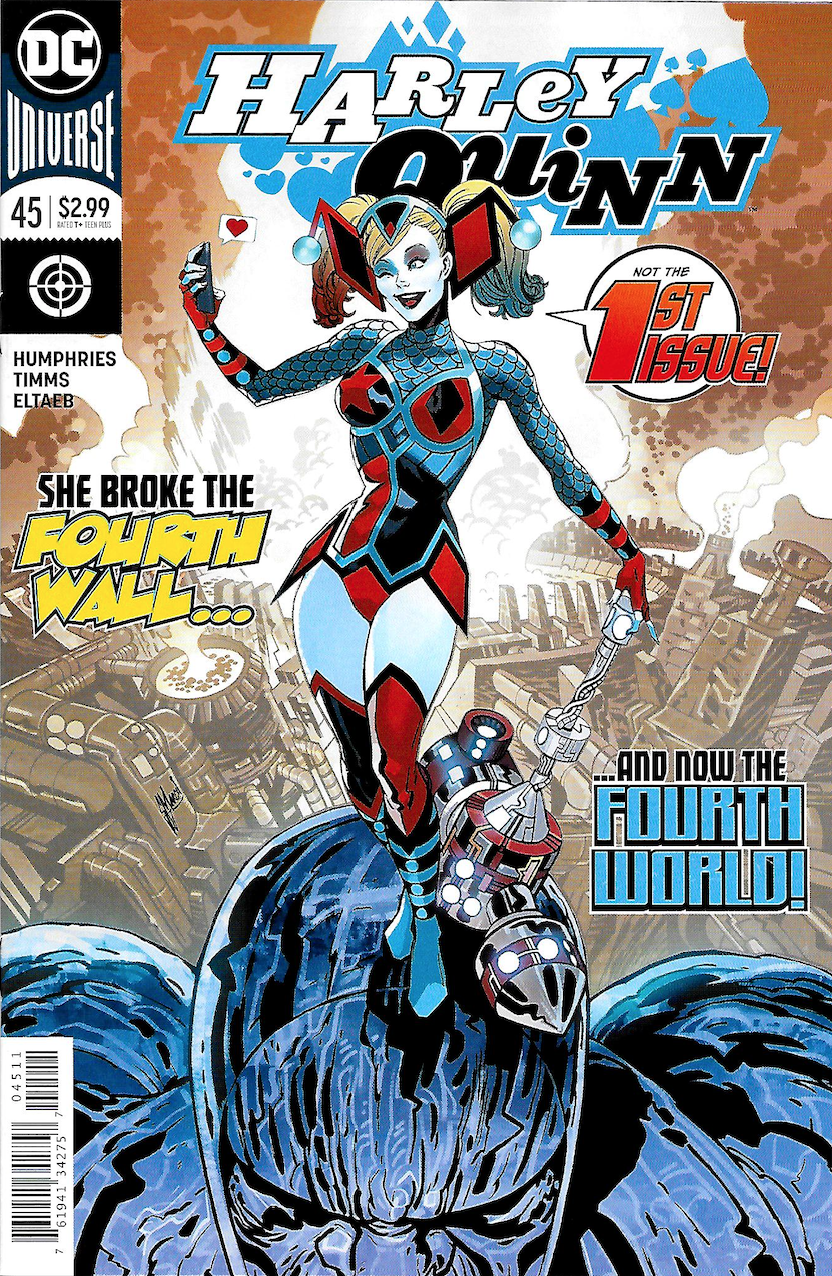 DC
UNIVERSE
45 $2.99
RATED T+ TEEN PLUS
HUMPHRIES
TIMMS
ELTAEB
HARLEY
QUINN
TM
NOT THE
1ST
ISSUE!
SHE BROKE THE
FOURTH
WALL...
...AND NOW THE
FOURTH
WORLD!
04511
7 61941 34275 7